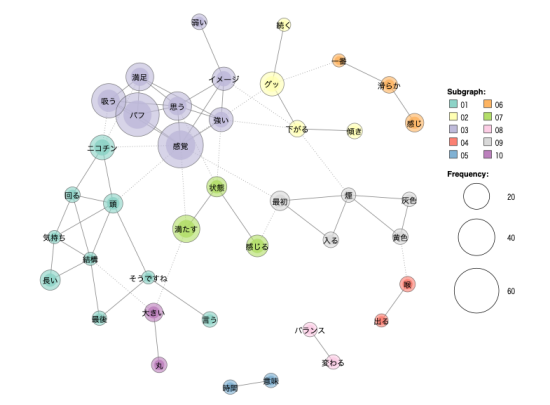 弱い
続く
一番
満足
イメージ
グッ
滑らか
吸う
思う
パフ
強い
感じ
下がる
傾き
ニコチン
感覚
状態
回る
頭
最初
煙
灰色
満たす
気持ち
感じる
入る
黄色
結構
長い
そうですね
喉
大きい
最後
言う
出る
バランス
丸
変わる
時間
意味
Subgraph:
01
06
02
07
03
08
04
09
05
10
Frequency:
20
40
60